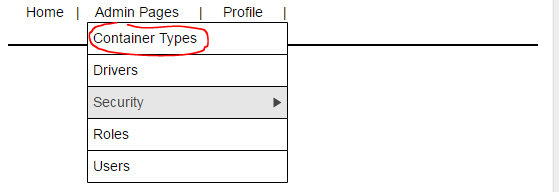 Home | Admin Pages | Profile |
Container Types
Drivers
Security
Roles
Users